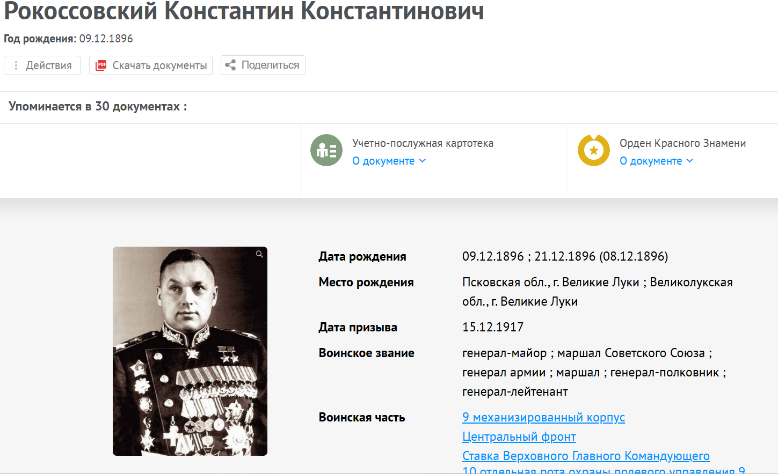 Рокоссовский Константин Константинович
Год рождения: 09.12.1896
Действия
PDF Скачать документы
Поделиться
Упоминается в 30 документах :
Учетно-послужная картотека
О документе
Орден Красного Знамени
О документе
Дата рождения 09.12.1896 ; 21.12.1896 (08.12.1896)
Место рождения Псковская обл., г. Великие Луки ; Великолукская
обл., г. Великие Луки
Дата призыва 15.12.1917
Воинское звание генерал-майор ; маршал Советского Союза ;
генерал армии ; маршал ; генерал-полковник ;
генерал-лейтенант
Воинская часть 9 механизированный корпус
Центральный фронт
Ставка Верховного Главного Командующего
10 отдельная рота охраны полевого управления 9